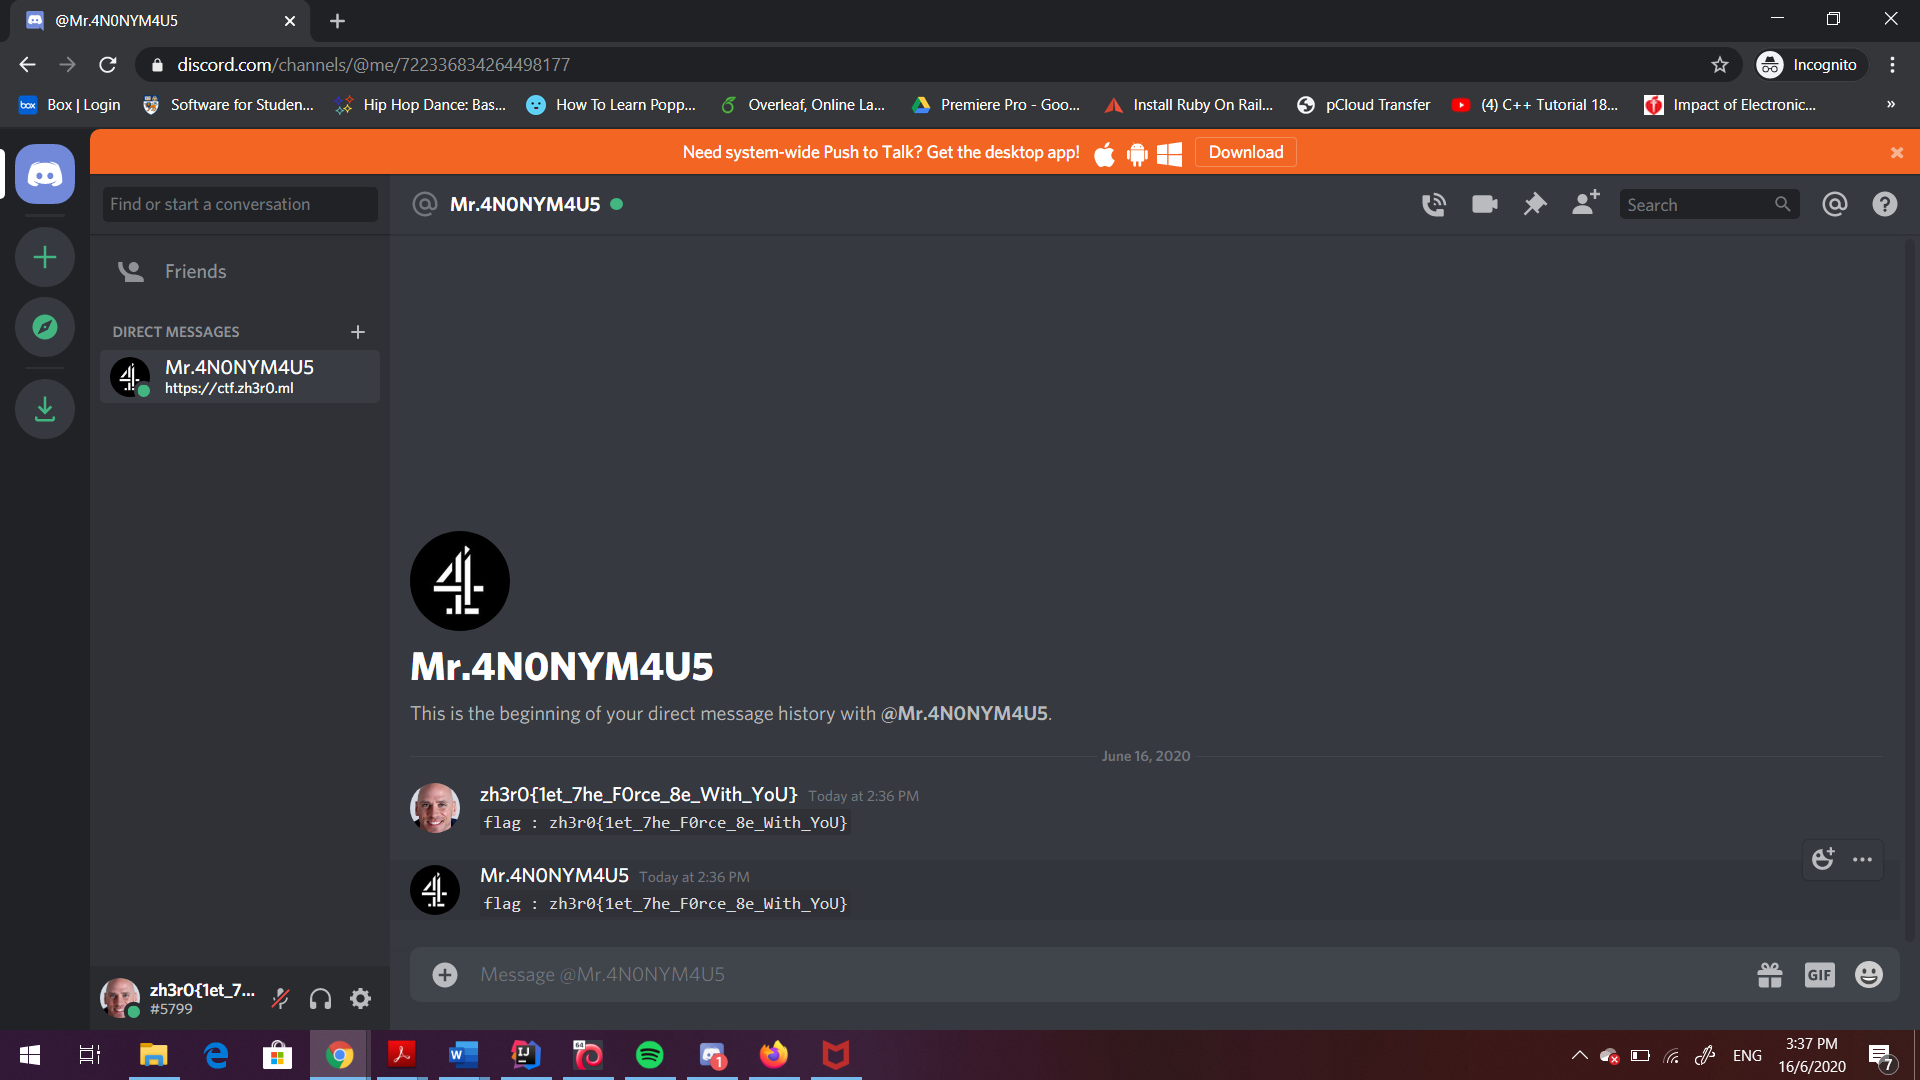 @Mr.4N0NYM4U5
discord.com/channels/@me/722336834264498177
Incognito
Box | Login
Software for Studen...
Hip Hop Dance: Bas...
How To Learn Popp...
Overleaf, Online La...
Premiere Pro - Goo...
Install Ruby On Rail...
pCloud Transfer
(4) C++ Tutorial 18...
Impact of Electronic...
»
Need system-wide Push to Talk? Get the desktop app!
Download
Find or start a conversation
@ Mr.4N0NYM4U5
Search
Friends
DIRECT MESSAGES
Mr.4N0NYM4U5
https://ctf.zh3r0.ml
Mr.4N0NYM4U5
This is the beginning of your direct message history with @Mr.4N0NYM4U5.
June 16, 2020
zh3r0{1et_7he_F0rce_8e_With_YoU} Today at 2:36 PM
flag : zh3r0{1et_7he_F0rce_8e_With_YoU}
Mr.4N0NYM4U5 Today at 2:36 PM
flag : zh3r0{1et_7he_F0rce_8e_With_YoU}
Message @Mr.4N0NYM4U5
GIF
zh3r0{1et_7...
#5799
ENG
3:37 PM
16/6/2020
7
1